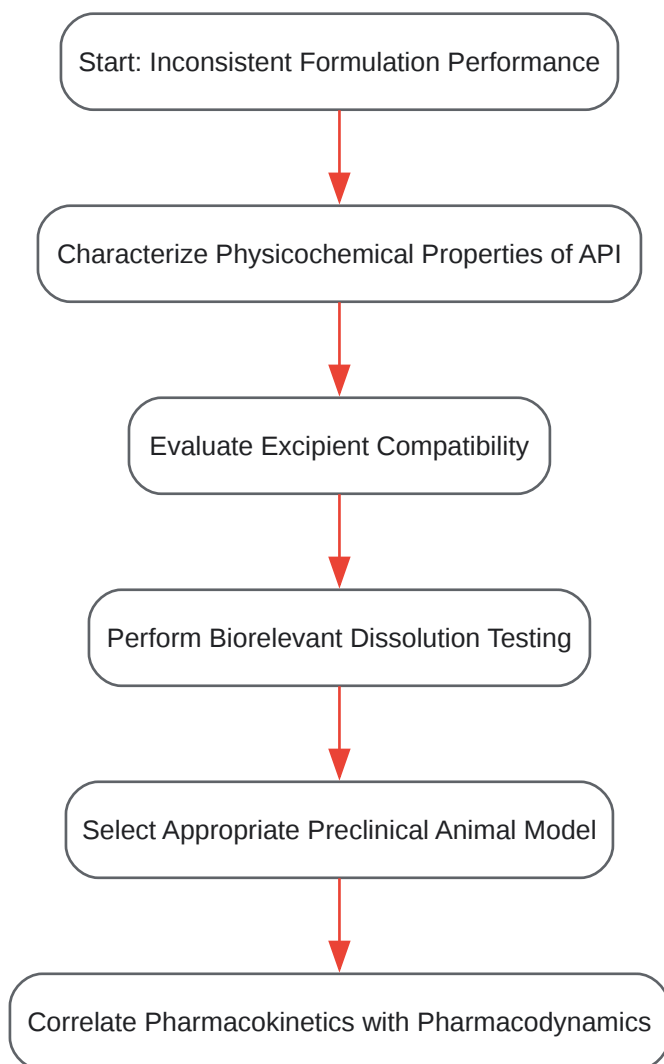 Start: Inconsistent Formulation Performance
Characterize Physicochemical Properties of API
Evaluate Excipient Compatibility
Perform Biorelevant Dissolution Testing
Select Appropriate Preclinical Animal Model
Correlate Pharmacokinetics with Pharmacodynamics